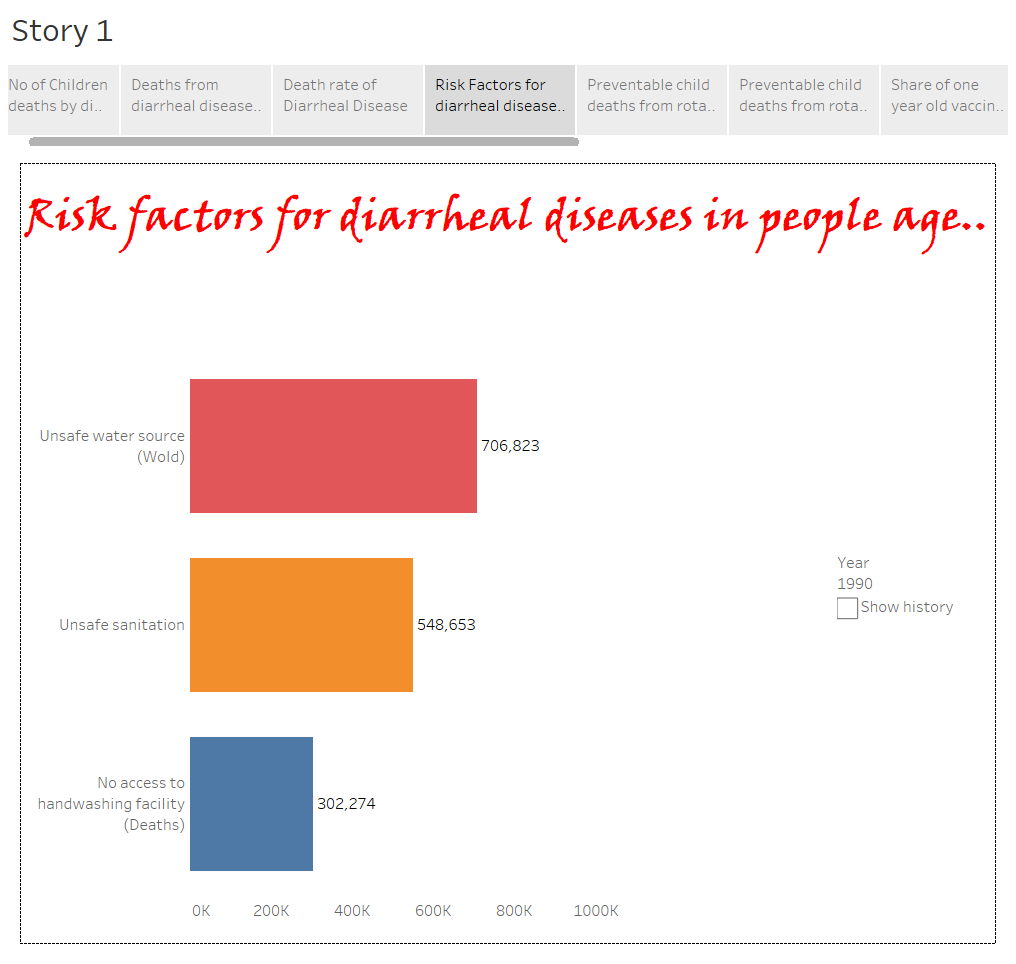 Story 1
No of Children
deaths by di..
Deaths from
diarrheal disease..
Death rate of
Diarrheal Disease
Risk Factors for
diarrheal disease..
Preventable child
deaths from rota..
Preventable child
deaths from rota..
Share of one
year old vaccin..
Risk factors for diarrheal diseases in people age..
Unsafe water source
(Wold)
706,823
Unsafe sanitation
548,653
No access to
handwashing facility
(Deaths)
302,274
0K 200K 400K 600K 800K 1000K
Year
1990
Show history